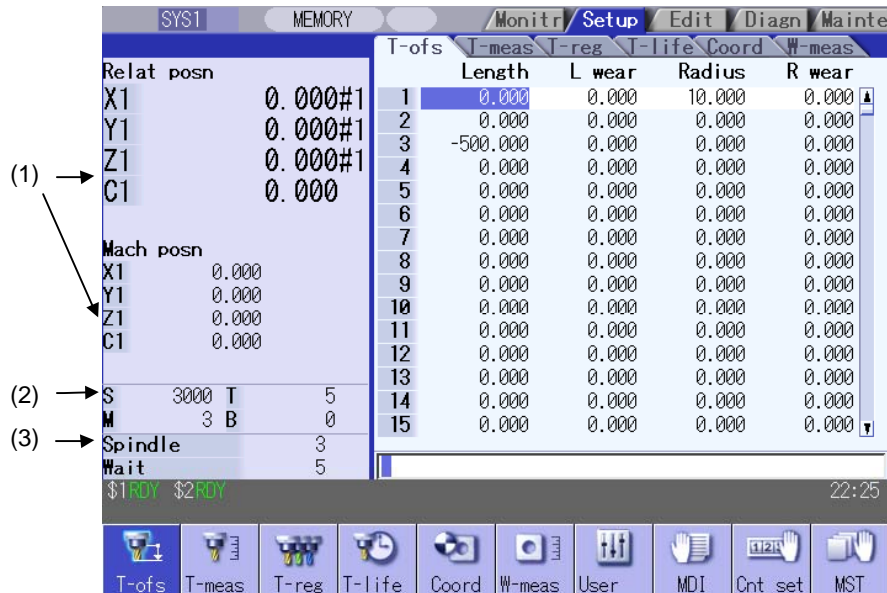 SYS1 MEMORY Monitr Setup Edit Diagn Mainte
T-ofs T-meas T-reg T-life Coord W-meas
Relat posn
X1 0.000#1
Y1 0.000#1
Z1 0.000#1
C1 0.000
(1)
Mach posn
X1 0.000
Y1 0.000
Z1 0.000
C1 0.000
(2)
S 3000 T 5
M 3 B 0
(3)
Spindle 3
Wait 5
Length L wear Radius R wear
1 0.000 0.000 10.000 0.000
2 0.000 0.000 0.000 0.000
3 -500.000 0.000 0.000 0.000
4 0.000 0.000 0.000 0.000
5 0.000 0.000 0.000 0.000
6 0.000 0.000 0.000 0.000
7 0.000 0.000 0.000 0.000
8 0.000 0.000 0.000 0.000
9 0.000 0.000 0.000 0.000
10 0.000 0.000 0.000 0.000
11 0.000 0.000 0.000 0.000
12 0.000 0.000 0.000 0.000
13 0.000 0.000 0.000 0.000
14 0.000 0.000 0.000 0.000
15 0.000 0.000 0.000 0.000
$1RDY $2RDY 22:25
T-ofs T-meas T-reg T-life Coord W-meas User MDI Cnt set MST